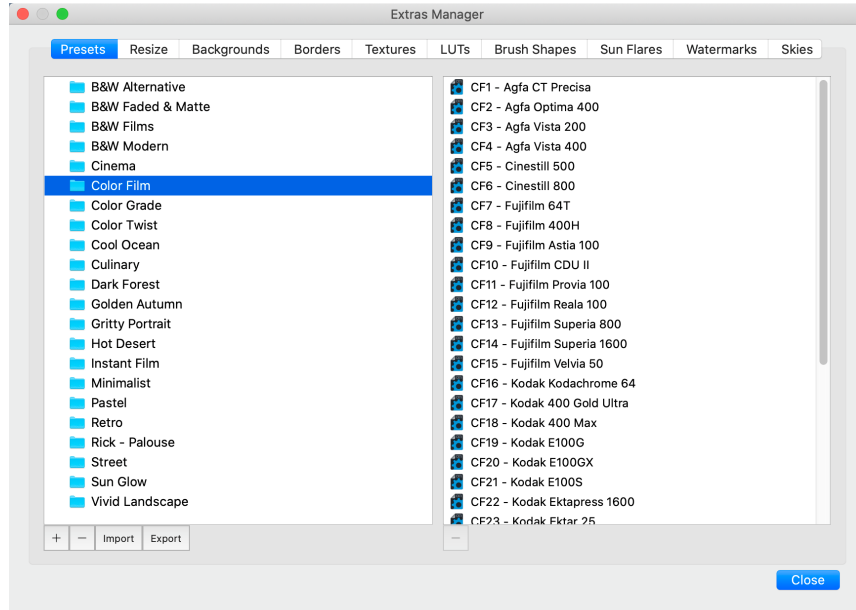 Extras Manager
Presets Resize Backgrounds Borders Textures LUTs Brush Shapes Sun Flares Watermarks Skies
B&W Alternative
B&W Faded & Matte
B&W Films
B&W Modern
Cinema
Color Film
Color Grade
Color Twist
Cool Ocean
Culinary
Dark Forest
Golden Autumn
Gritty Portrait
Hot Desert
Instant Film
Minimalist
Pastel
Retro
Rick - Palouse
Street
Sun Glow
Vivid Landscape
CF1 - Agfa CT Precisa
CF2 - Agfa Optima 400
CF3 - Agfa Vista 200
CF4 - Agfa Vista 400
CF5 - Cinestill 500
CF6 - Cinestill 800
CF7 - Fujifilm 64T
CF8 - Fujifilm 400H
CF9 - Fujifilm Astia 100
CF10 - Fujifilm CDU II
CF11 - Fujifilm Provia 100
CF12 - Fujifilm Reala 100
CF13 - Fujifilm Superia 800
CF14 - Fujifilm Superia 1600
CF15 - Fujifilm Velvia 50
CF16 - Kodak Kodachrome 64
CF17 - Kodak 400 Gold Ultra
CF18 - Kodak 400 Max
CF19 - Kodak E100G
CF20 - Kodak E100GX
CF21 - Kodak E100S
CF22 - Kodak Ektapress 1600
CF23 - Kodak Ektar 25
+ − Import Export
−
Close